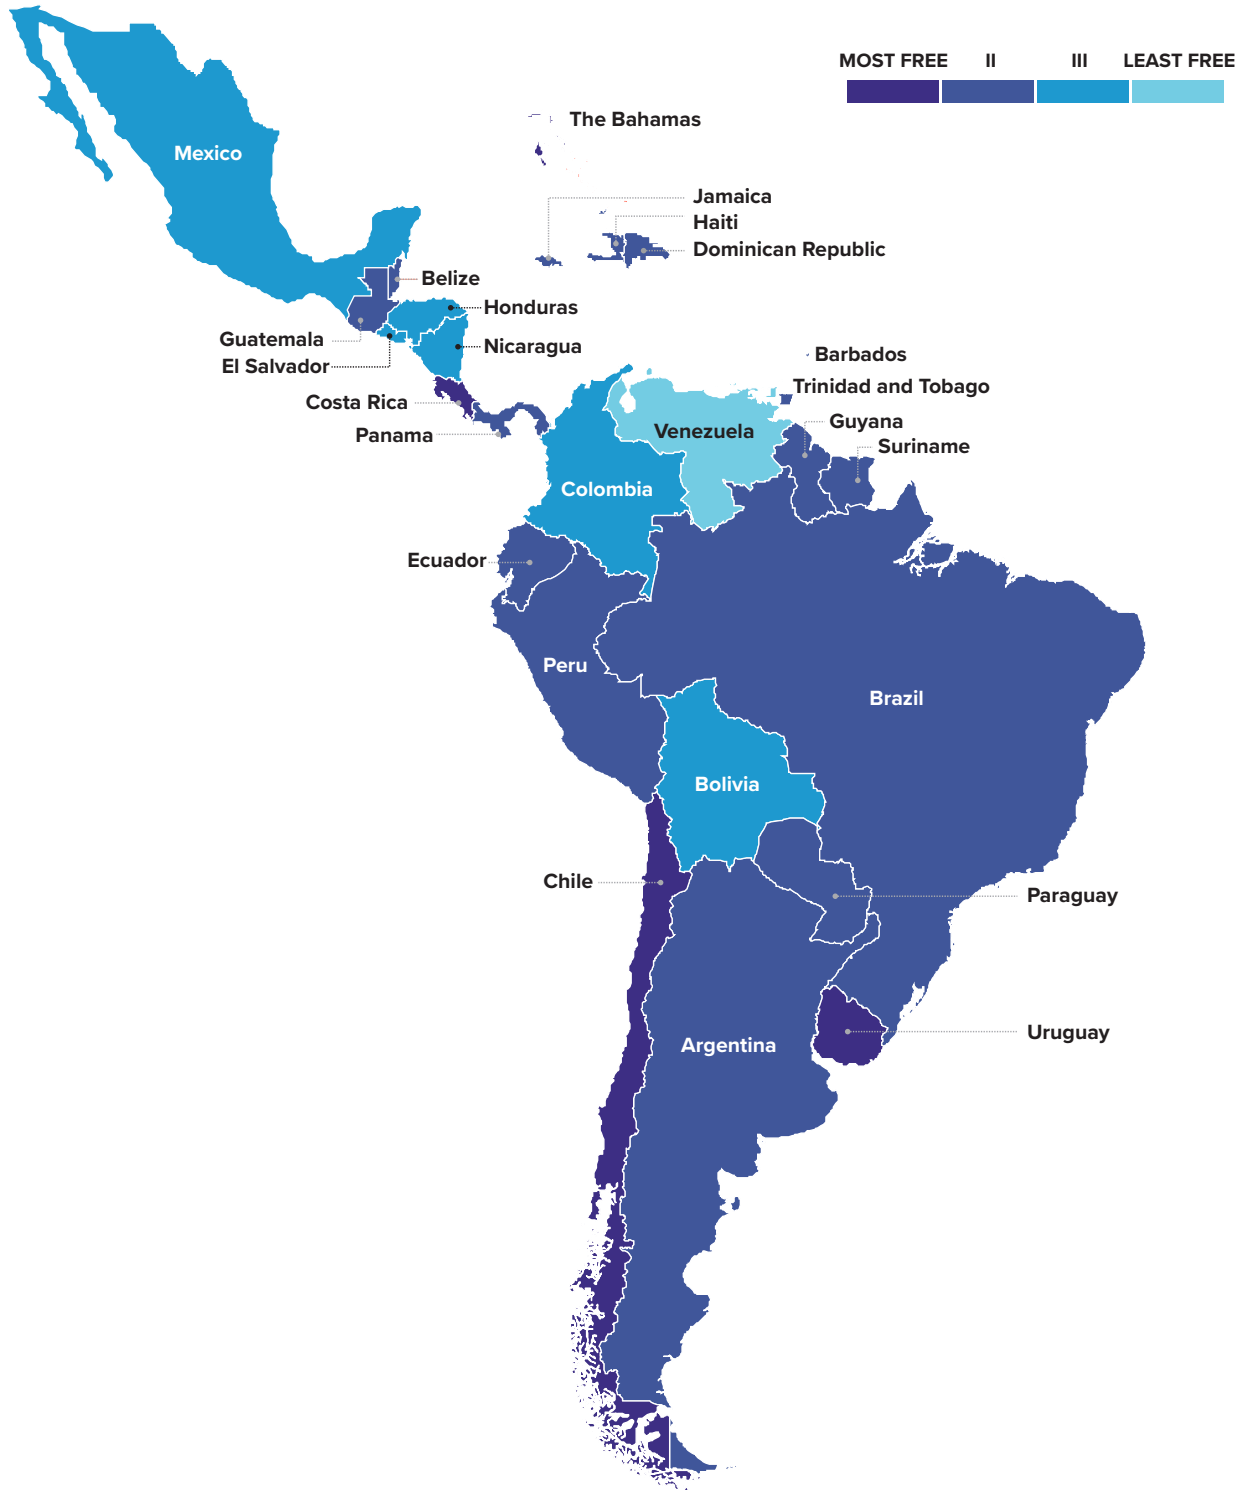 MOST FREE II III LEAST FREE
The Bahamas
Mexico
Jamaica
Haiti
Dominican Republic
Belize
Honduras
Guatemala
Nicaragua
El Salvador
Barbados
Trinidad and Tobago
Costa Rica
Guyana
Panama
Venezuela
Suriname
Colombia
Ecuador
Peru
Brazil
Bolivia
Chile
Paraguay
Uruguay
Argentina